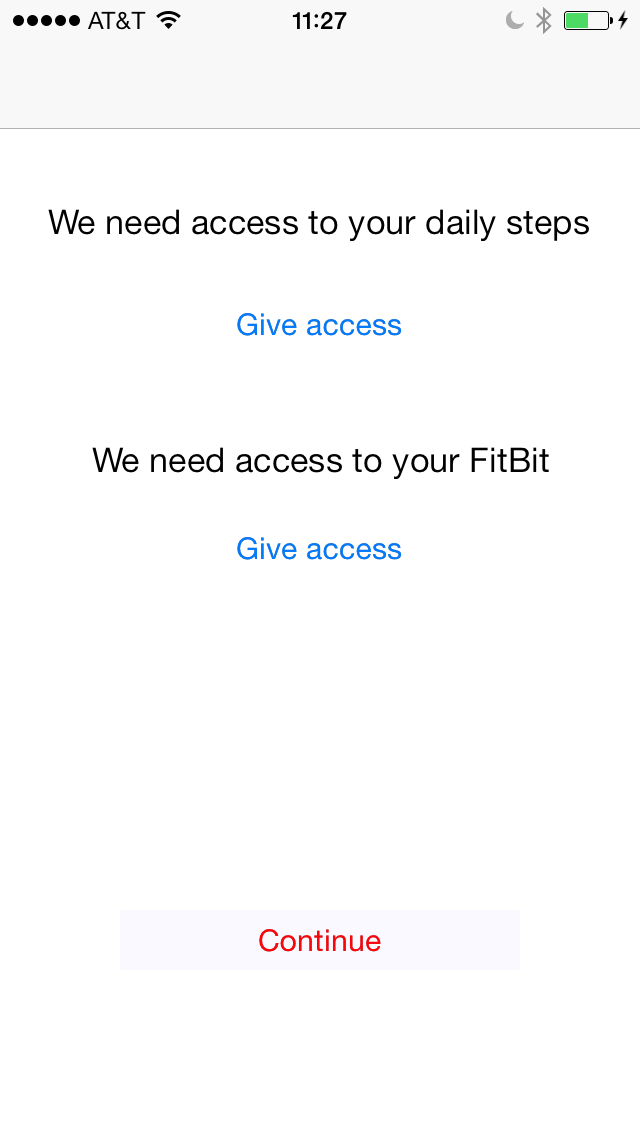 AT&T 11:27
We need access to your daily steps
Give access
We need access to your FitBit
Give access
Continue